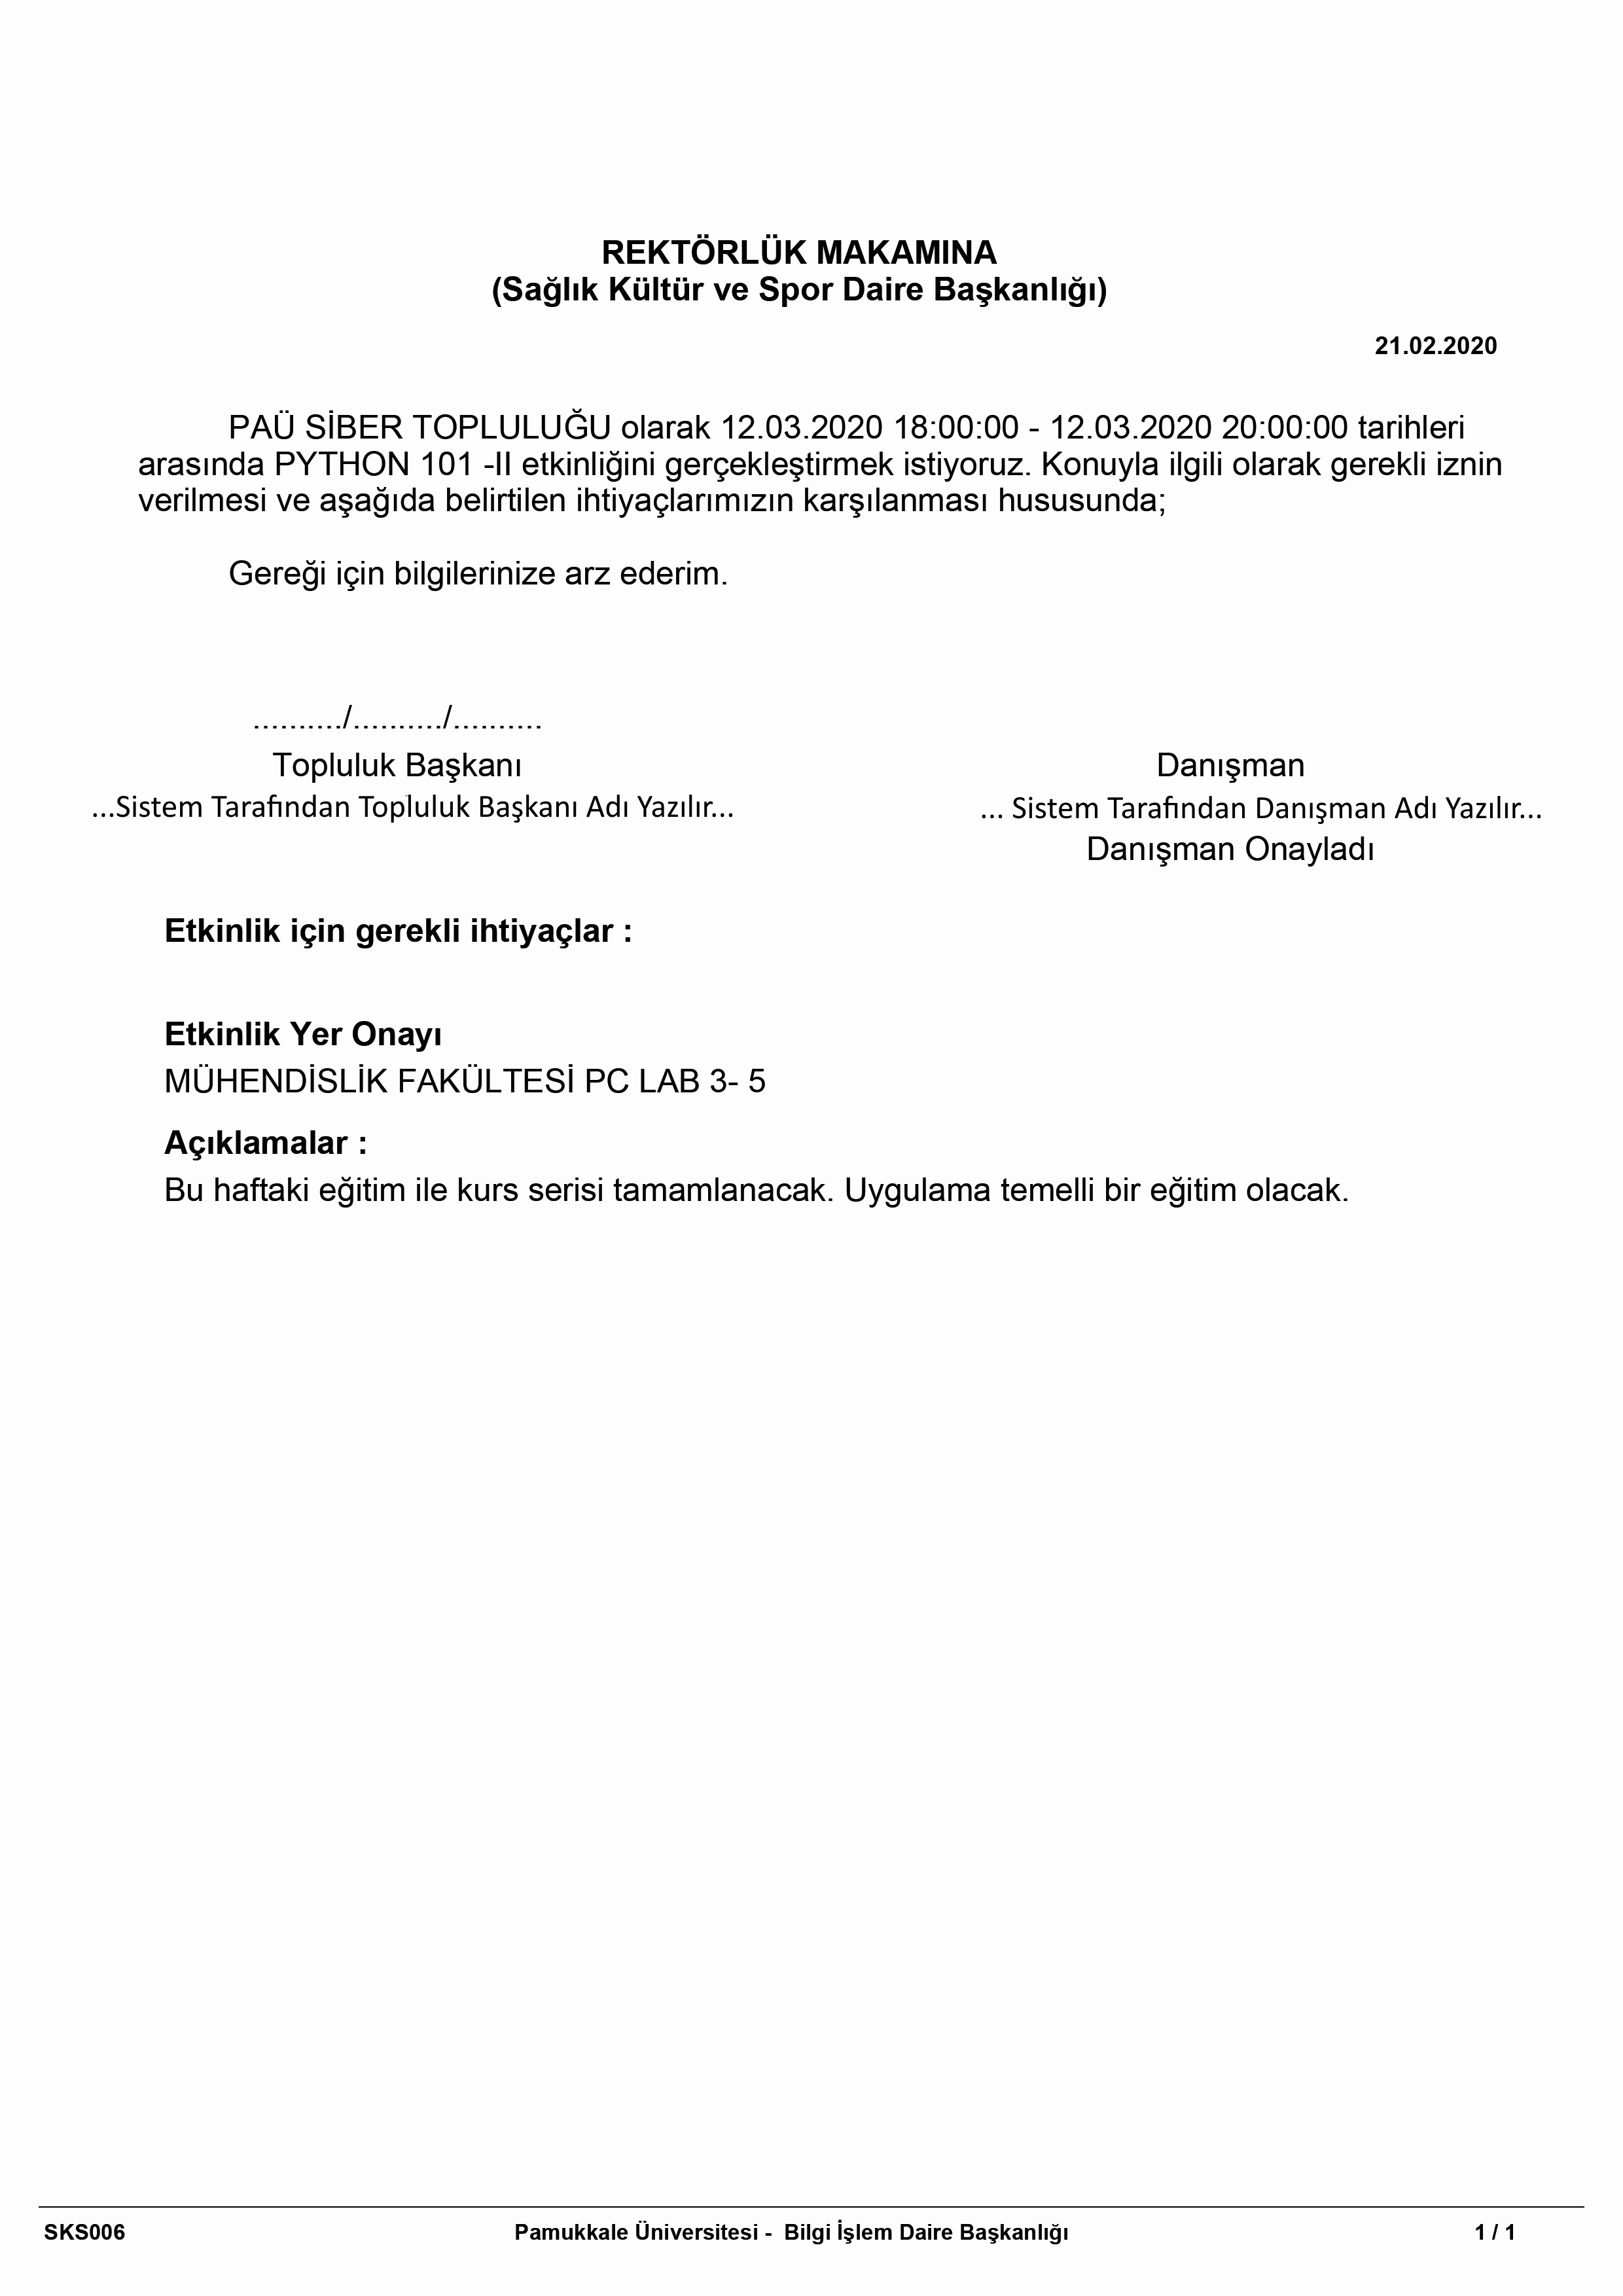 REKTÖRLÜK MAKAMINA
(Sağlık Kültür ve Spor Daire Başkanlığı)
21.02.2020
PAÜ SİBER TOPLULUĞU olarak 12.03.2020 18:00:00 - 12.03.2020 20:00:00 tarihleri
arasında PYTHON 101 -II etkinliğini gerçekleştirmek istiyoruz. Konuyla ilgili olarak gerekli iznin
verilmesi ve aşağıda belirtilen ihtiyaçlarımızın karşılanması hususunda;
Gereği için bilgilerinize arz ederim.
........../........../..........
Topluluk Başkanı
...Sistem Tarafından Topluluk Başkanı Adı Yazılır...
Danışman
... Sistem Tarafından Danışman Adı Yazılır...
Danışman Onayladı
Etkinlik için gerekli ihtiyaçlar :
Etkinlik Yer Onayı
MÜHENDİSLİK FAKÜLTESİ PC LAB 3- 5
Açıklamalar :
Bu haftaki eğitim ile kurs serisi tamamlanacak. Uygulama temelli bir eğitim olacak.
SKS006
Pamukkale Üniversitesi - Bilgi İşlem Daire Başkanlığı
1 / 1